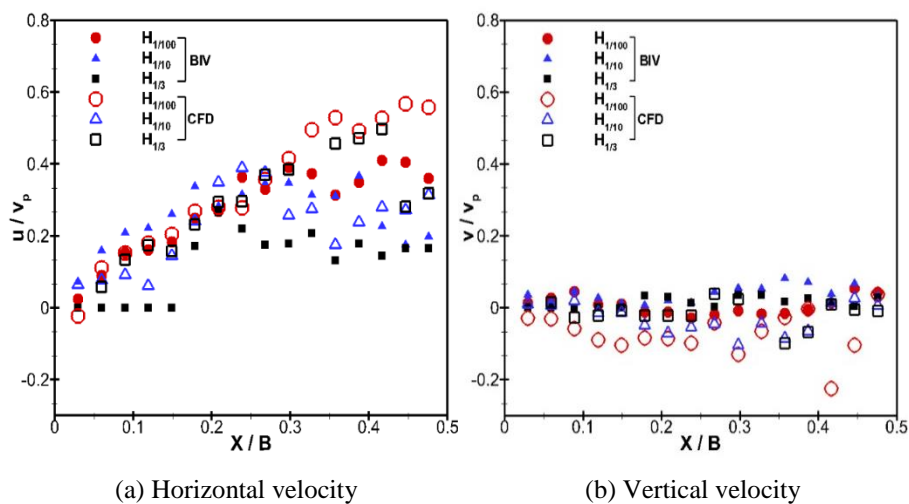 0.8
0.6
0.4
0.2
0
-0.2
u / vₚ
H₁/₁₀₀
H₁/₁₀ BIV
H₁/₃
H₁/₁₀₀
H₁/₁₀ CFD
H₁/₃
0 0.1 0.2 0.3 0.4 0.5
X / B
(a) Horizontal velocity
0.8
0.6
0.4
0.2
0
-0.2
v / vₚ
H₁/₁₀₀
H₁/₁₀ BIV
H₁/₃
H₁/₁₀₀
H₁/₁₀ CFD
H₁/₃
0 0.1 0.2 0.3 0.4 0.5
X / B
(b) Vertical velocity